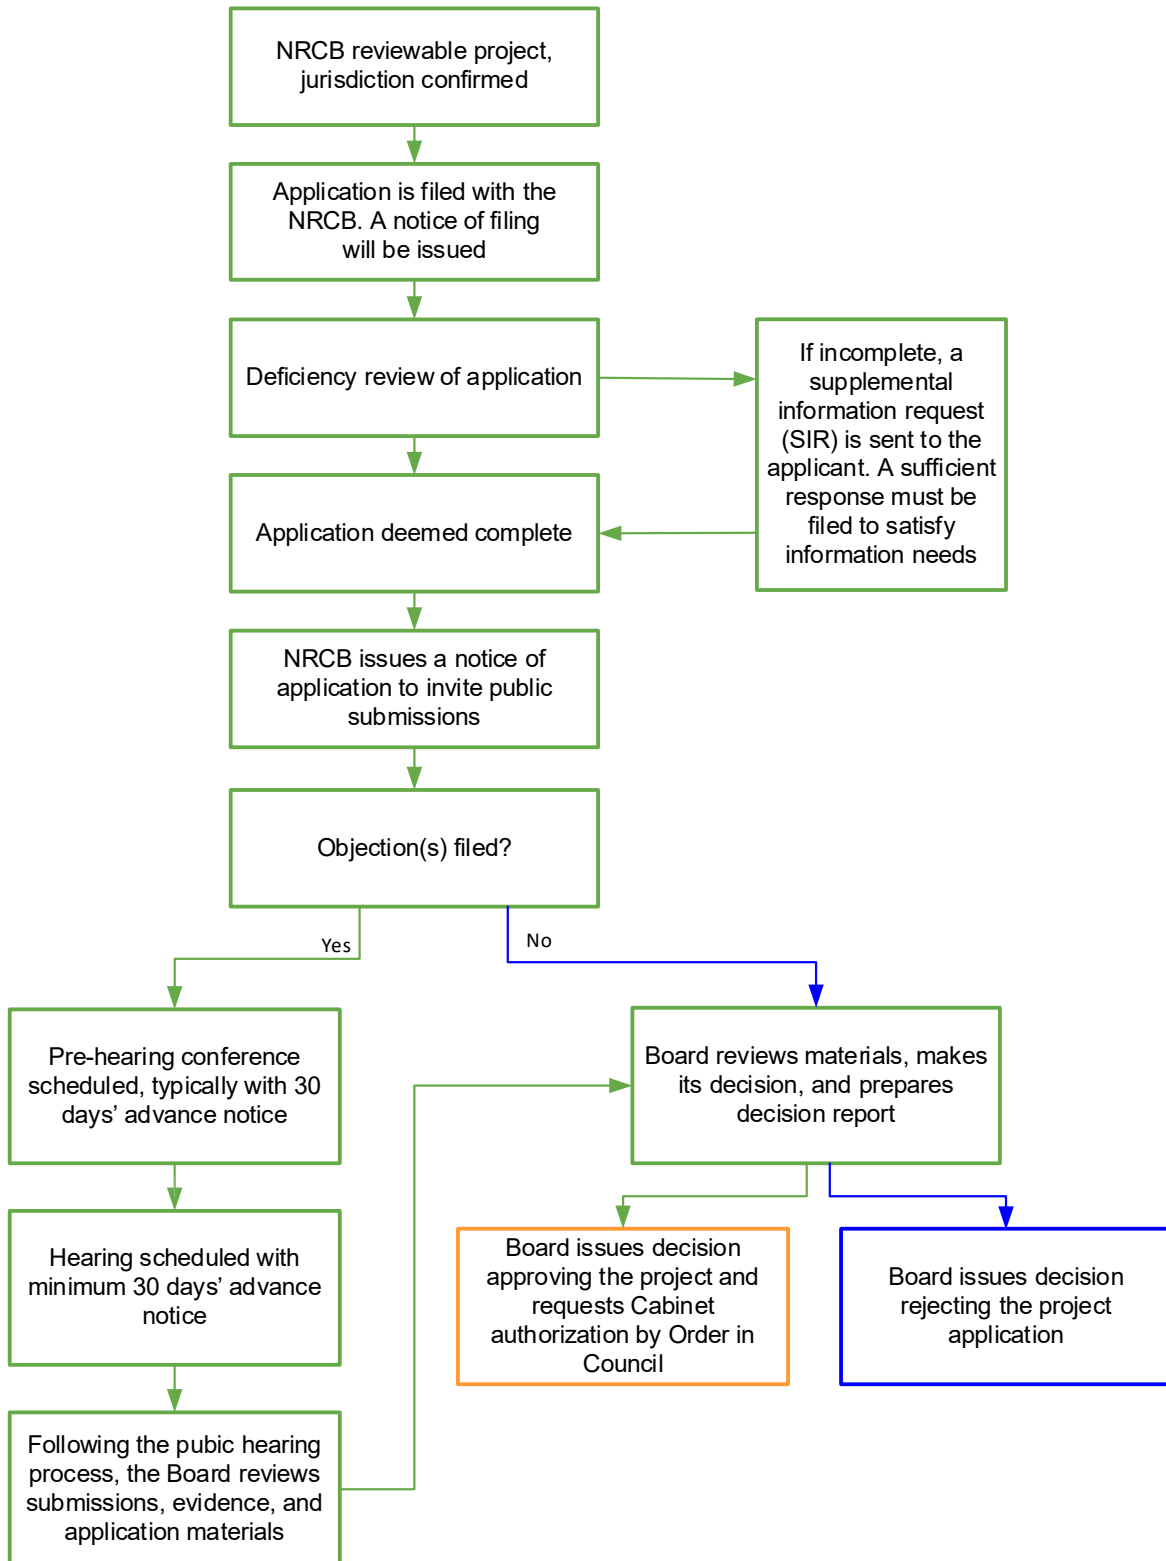 NRCB reviewable project,
jurisdiction confirmed
Application is filed with the
NRCB. A notice of filing
will be issued
Deficiency review of application
If incomplete, a
supplemental
information request
(SIR) is sent to the
applicant. A sufficient
response must be
filed to satisfy
information needs
Application deemed complete
NRCB issues a notice of
application to invite public
submissions
Objection(s) filed?
Yes
No
Pre-hearing conference
scheduled, typically with 30
days’ advance notice
Board reviews materials, makes
its decision, and prepares
decision report
Hearing scheduled with
minimum 30 days’ advance
notice
Board issues decision
approving the project and
requests Cabinet
authorization by Order in
Council
Board issues decision
rejecting the project
application
Following the pubic hearing
process, the Board reviews
submissions, evidence, and
application materials